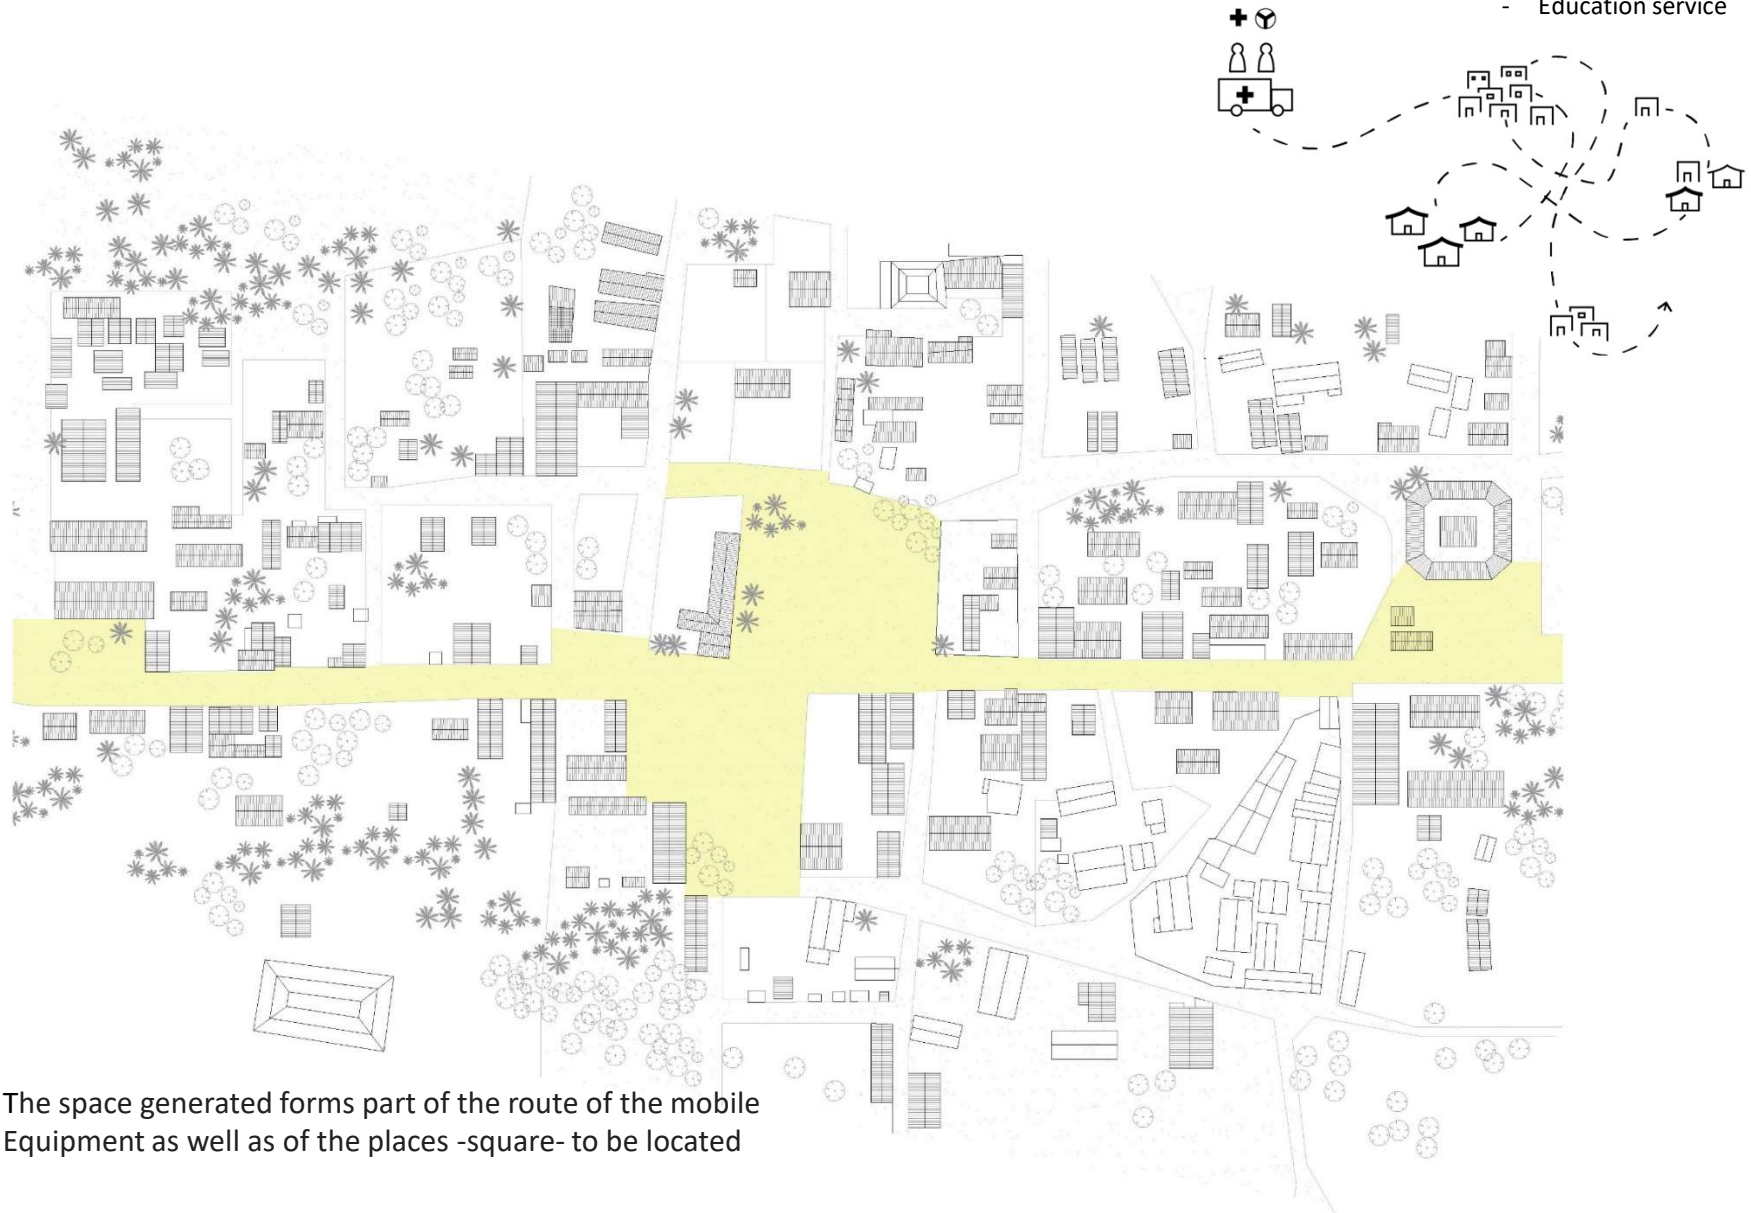 - Education service
The space generated forms part of the route of the mobile
Equipment as well as of the places -square- to be located